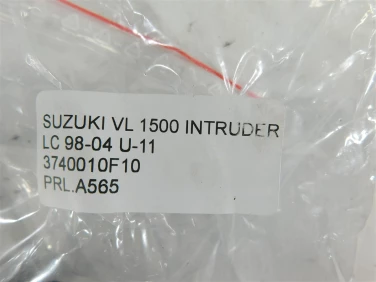 SUZUKI VL 1500 INTRUDER
LC 98-04 U-11
3740010F10
PRL.A565